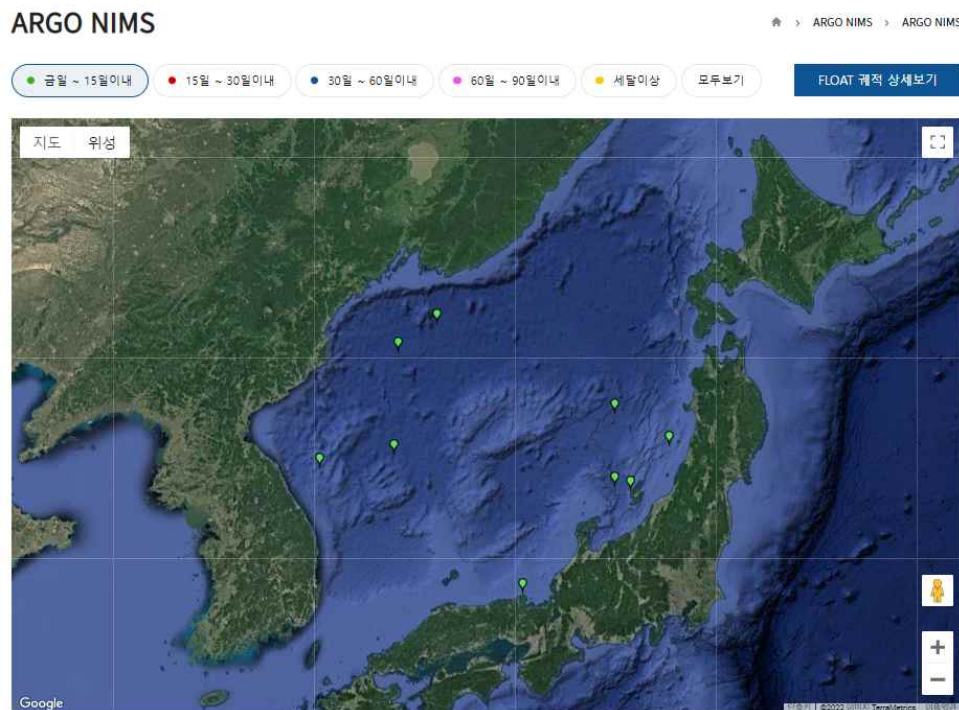 ARGO NIMS
ARGO NIMS > ARGO NIMS
금일 ~ 15일이내
15일 ~ 30일이내
30일 ~ 60일이내
60일 ~ 90일이내
세달이상
모두보기
FLOAT 궤적 상세보기
지도 위성
Google
©2022 TerraMetrics